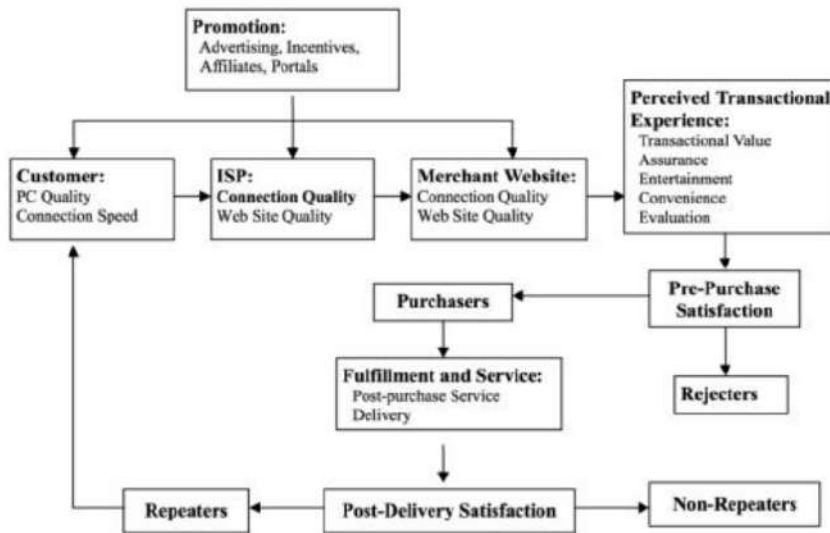 Promotion:
Advertising, Incentives,
Affiliates, Portals
Perceived Transactional
Experience:
Transactional Value
Assurance
Entertainment
Convenience
Evaluation
Customer:
PC Quality
Connection Speed
ISP:
Connection Quality
Web Site Quality
Merchant Website:
Connection Quality
Web Site Quality
Purchasers
Pre-Purchase
Satisfaction
Fulfillment and Service:
Post-purchase Service
Delivery
Rejecters
Repeaters
Post-Delivery Satisfaction
Non-Repeaters